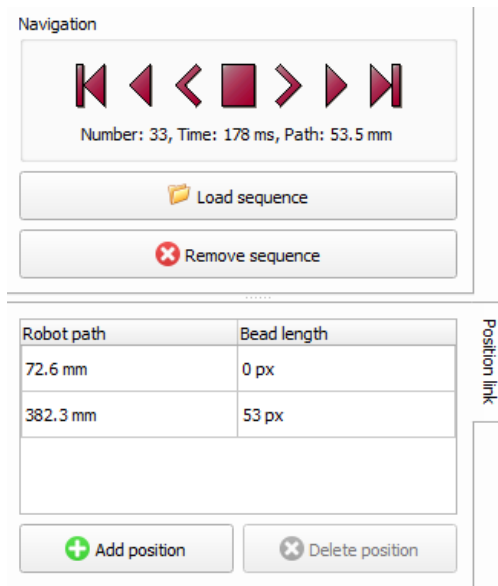 Navigation
Number: 33, Time: 178 ms, Path: 53.5 mm
Load sequence
Remove sequence
Robot path Bead length
72.6 mm 0 px
382.3 mm 53 px
Position link
Add position Delete position